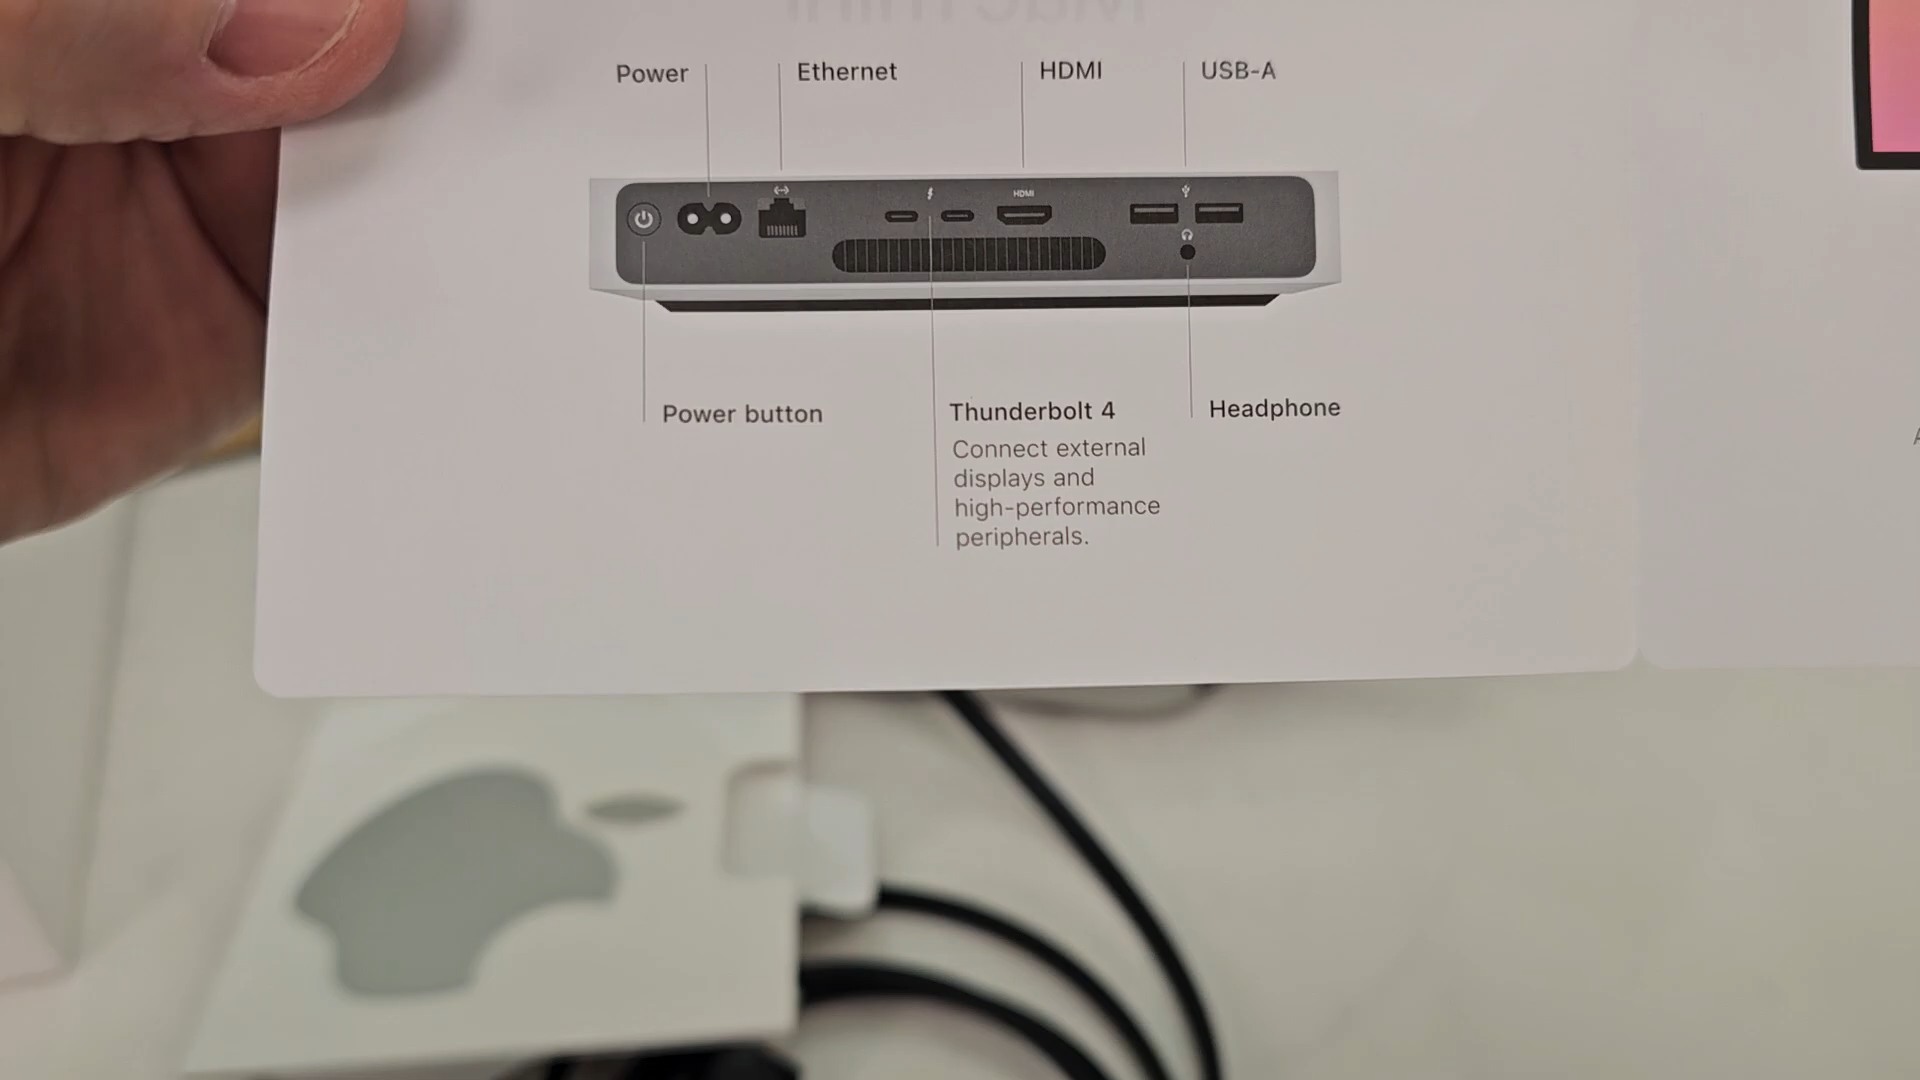 Power
Ethernet
HDMI
USB-A
HDMI
Power button
Thunderbolt 4
Connect external
displays and
high-performance
peripherals.
Headphone